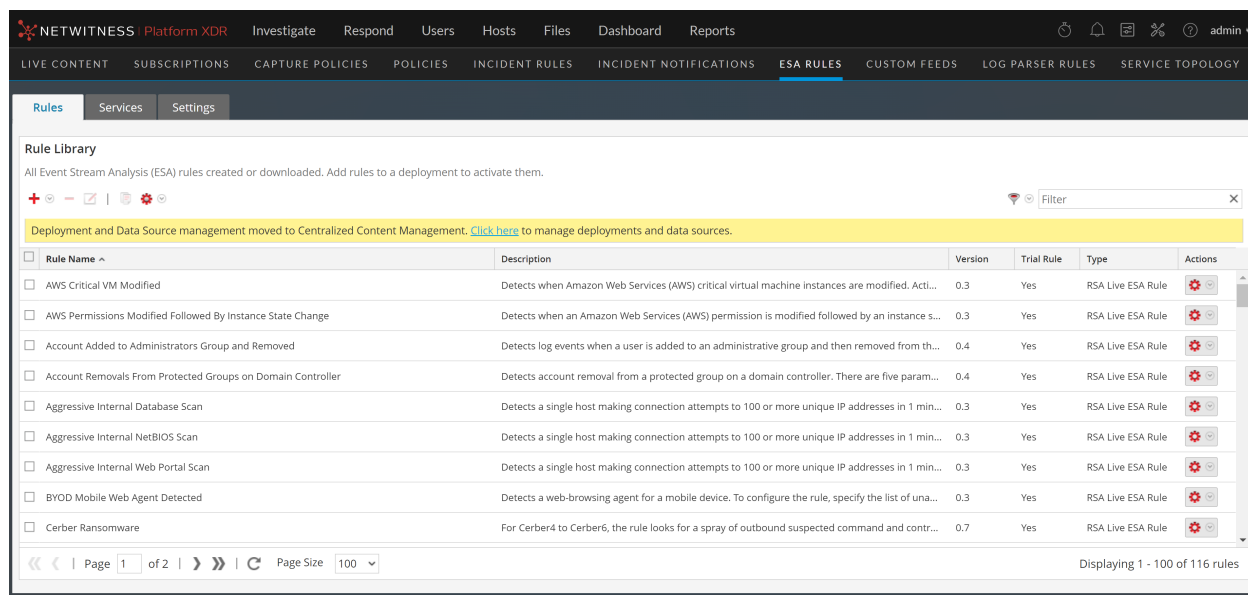 NETWITNESS | Platform XDR Investigate Respond Users Hosts Files Dashboard Reports admin
LIVE CONTENT SUBSCRIPTIONS CAPTURE POLICIES POLICIES INCIDENT RULES INCIDENT NOTIFICATIONS ESA RULES CUSTOM FEEDS LOG PARSER RULES SERVICE TOPOLOGY
Rules Services Settings
Rule Library
All Event Stream Analysis (ESA) rules created or downloaded. Add rules to a deployment to activate them.
Filter
Deployment and Data Source management moved to Centralized Content Management. Click here to manage deployments and data sources.
Rule Name Description Version Trial Rule Type Actions
AWS Critical VM Modified Detects when Amazon Web Services (AWS) critical virtual machine instances are modified. Acti... 0.3 Yes RSA Live ESA Rule
AWS Permissions Modified Followed By Instance State Change Detects when an Amazon Web Services (AWS) permission is modified followed by an instance s... 0.3 Yes RSA Live ESA Rule
Account Added to Administrators Group and Removed Detects log events when a user is added to an administrative group and then removed from th... 0.4 Yes RSA Live ESA Rule
Account Removals From Protected Groups on Domain Controller Detects account removal from a protected group on a domain controller. There are five param... 0.4 Yes RSA Live ESA Rule
Aggressive Internal Database Scan Detects a single host making connection attempts to 100 or more unique IP addresses in 1 min... 0.3 Yes RSA Live ESA Rule
Aggressive Internal NetBIOS Scan Detects a single host making connection attempts to 100 or more unique IP addresses in 1 min... 0.3 Yes RSA Live ESA Rule
Aggressive Internal Web Portal Scan Detects a single host making connection attempts to 100 or more unique IP addresses in 1 min... 0.3 Yes RSA Live ESA Rule
BYOD Mobile Web Agent Detected Detects a web-browsing agent for a mobile device. To configure the rule, specify the list of una... 0.3 Yes RSA Live ESA Rule
Cerber Ransomware For Cerber4 to Cerber6, the rule looks for a spray of outbound suspected command and contr... 0.7 Yes RSA Live ESA Rule
Page 1 of 2 Page Size 100 Displaying 1 - 100 of 116 rules